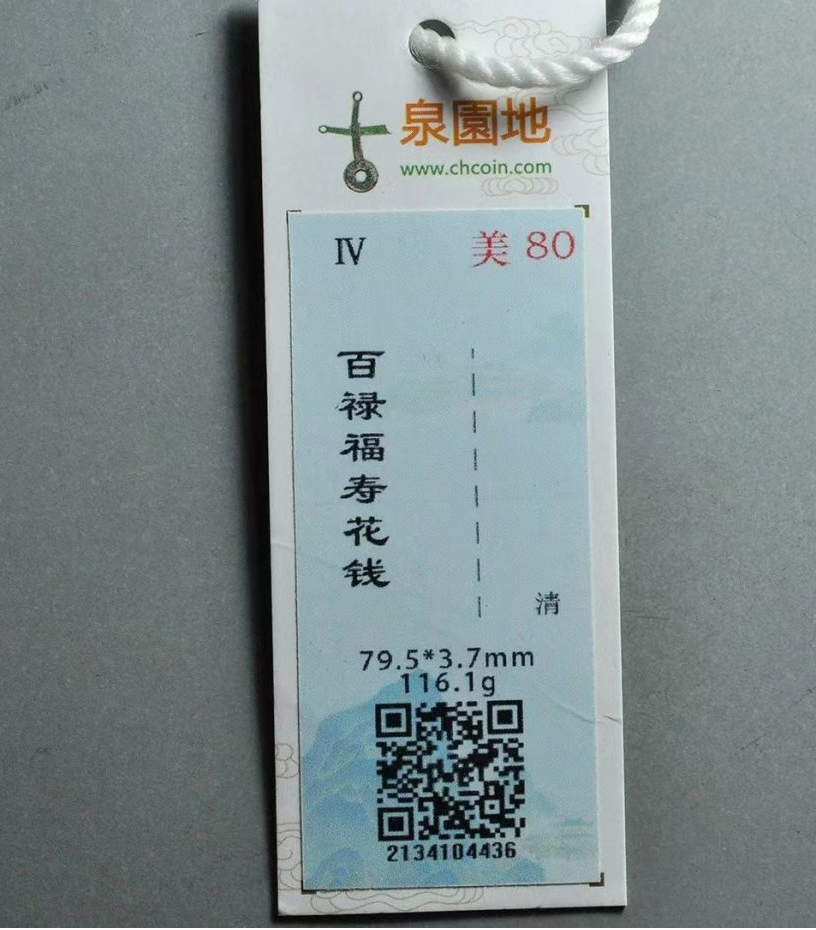 泉園地
www.chcoin.com
Ⅳ 美 80
清
百禄福寿花钱
79.5*3.7mm
116.1g
2134104436